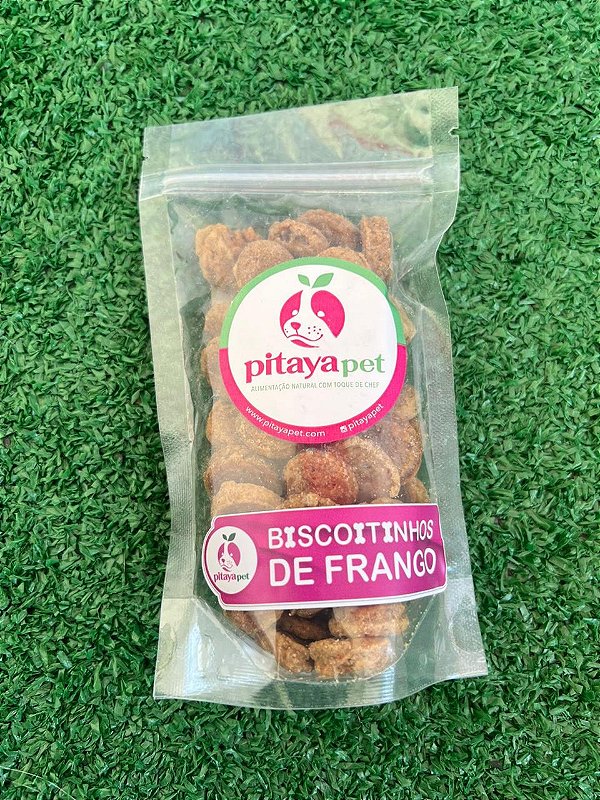 pitayapet
ALIMENTAÇÃO NATURAL COM TOQUE DE CHEF
www.pitayapet.com
pitayapet
BISCOITINHOS
DE FRANGO
pitayapet